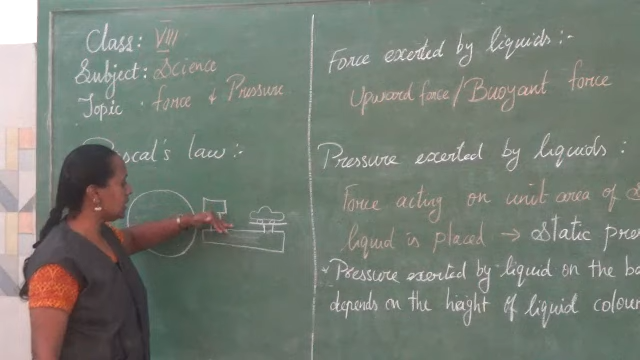 Class: VIII
Subject: Science
Topic : force & Pressure
Pascal's law :-
Force exerted by liquids :-
Upward force/Buoyant force
Pressure exerted by liquids :
Force acting on unit area of
liquid is placed → Static pre
Pressure exerted by liquid on the ba
depends on the height of liquid colou